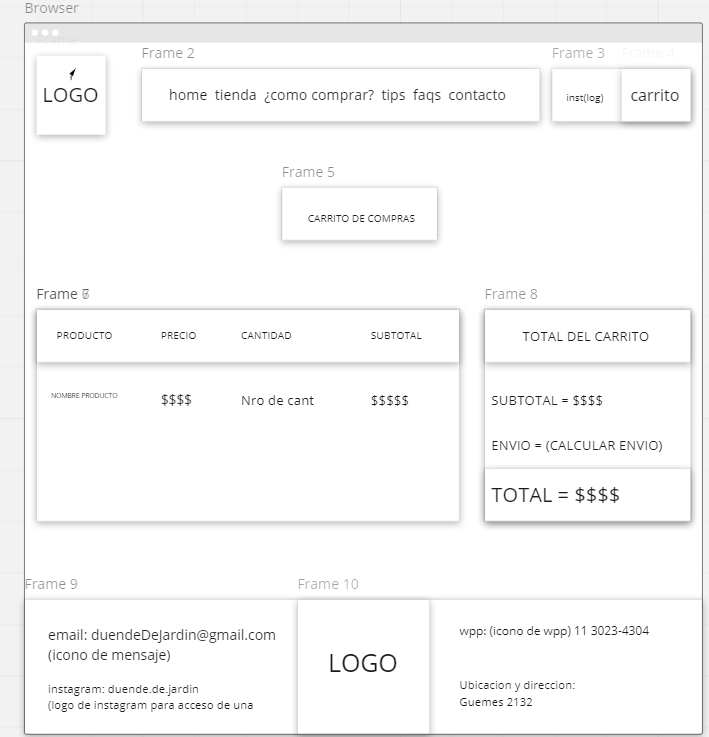 Browser
Frame 1
Frame 2
Frame 3
Frame 4
LOGO
home tienda ¿como comprar? tips faqs contacto
inst(log)
carrito
Frame 5
CARRITO DE COMPRAS
Frame
Frame 8
PRODUCTO PRECIO CANTIDAD SUBTOTAL
TOTAL DEL CARRITO
NOMBRE PRODUCTO $$$$ Nro de cant $$$$$
SUBTOTAL = $$$$
ENVIO = (CALCULAR ENVIO)
TOTAL = $$$$
Frame 9
Frame 10
email: duendeDeJardin@gmail.com
(icono de mensaje)
instagram: duende.de.jardin
(logo de instagram para acceso de una
LOGO
wpp: (icono de wpp) 11 3023-4304
Ubicacion y direccion:
Guemes 2132